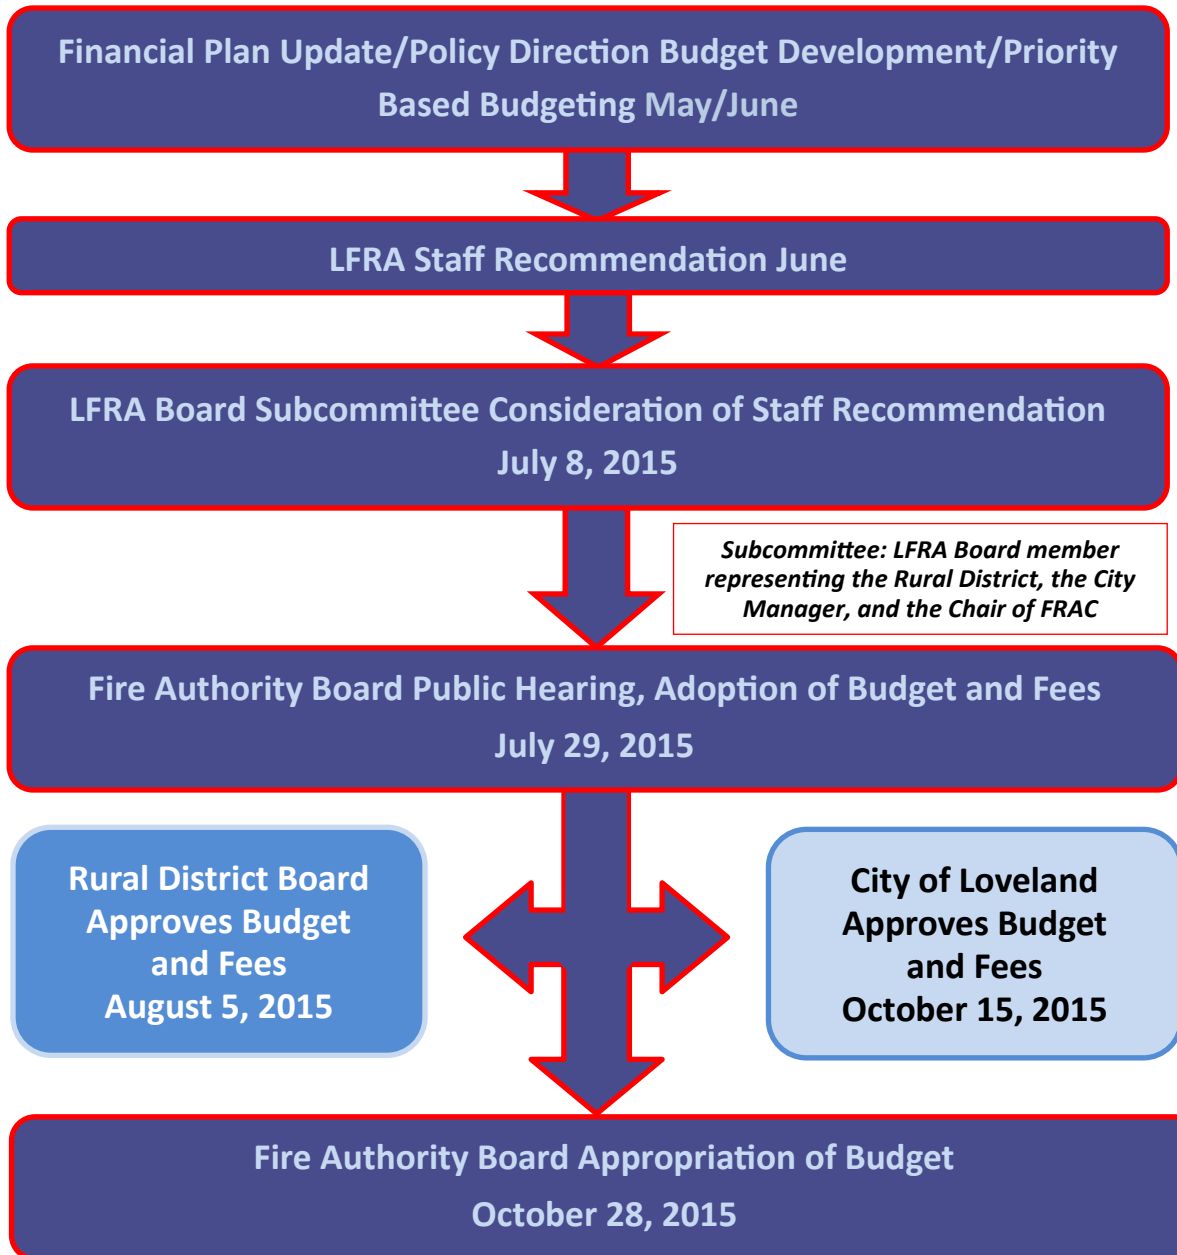 Financial Plan Update/Policy Direction Budget Development/Priority
Based Budgeting May/June
LFRA Staff Recommendation June
LFRA Board Subcommittee Consideration of Staff Recommendation
July 8, 2015
Subcommittee: LFRA Board member
representing the Rural District, the City
Manager, and the Chair of FRAC
Fire Authority Board Public Hearing, Adoption of Budget and Fees
July 29, 2015
Rural District Board
Approves Budget
and Fees
August 5, 2015
City of Loveland
Approves Budget
and Fees
October 15, 2015
Fire Authority Board Appropriation of Budget
October 28, 2015